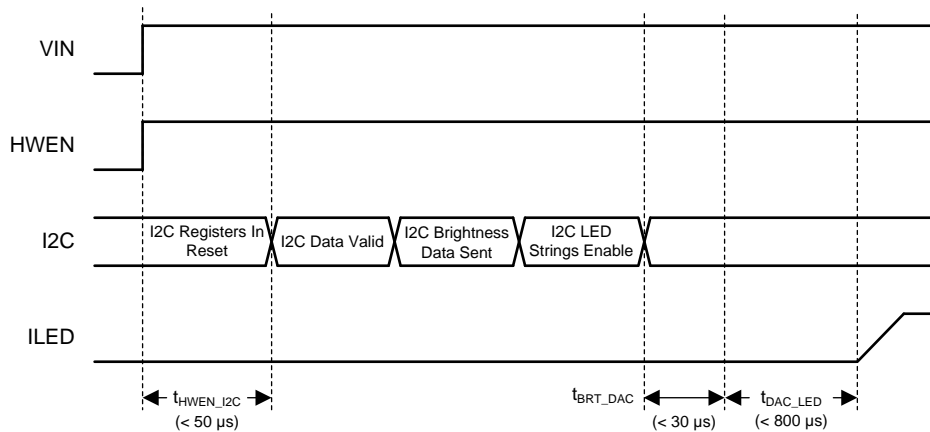 VIN
HWEN
I2C
I2C Registers In
Reset
I2C Data Valid
I2C Brightness
Data Sent
I2C LED
Strings Enable
ILED
tHWEN_I2C
(< 50 µs)
tBRT_DAC
(< 30 µs)
tDAC_LED
(< 800 µs)